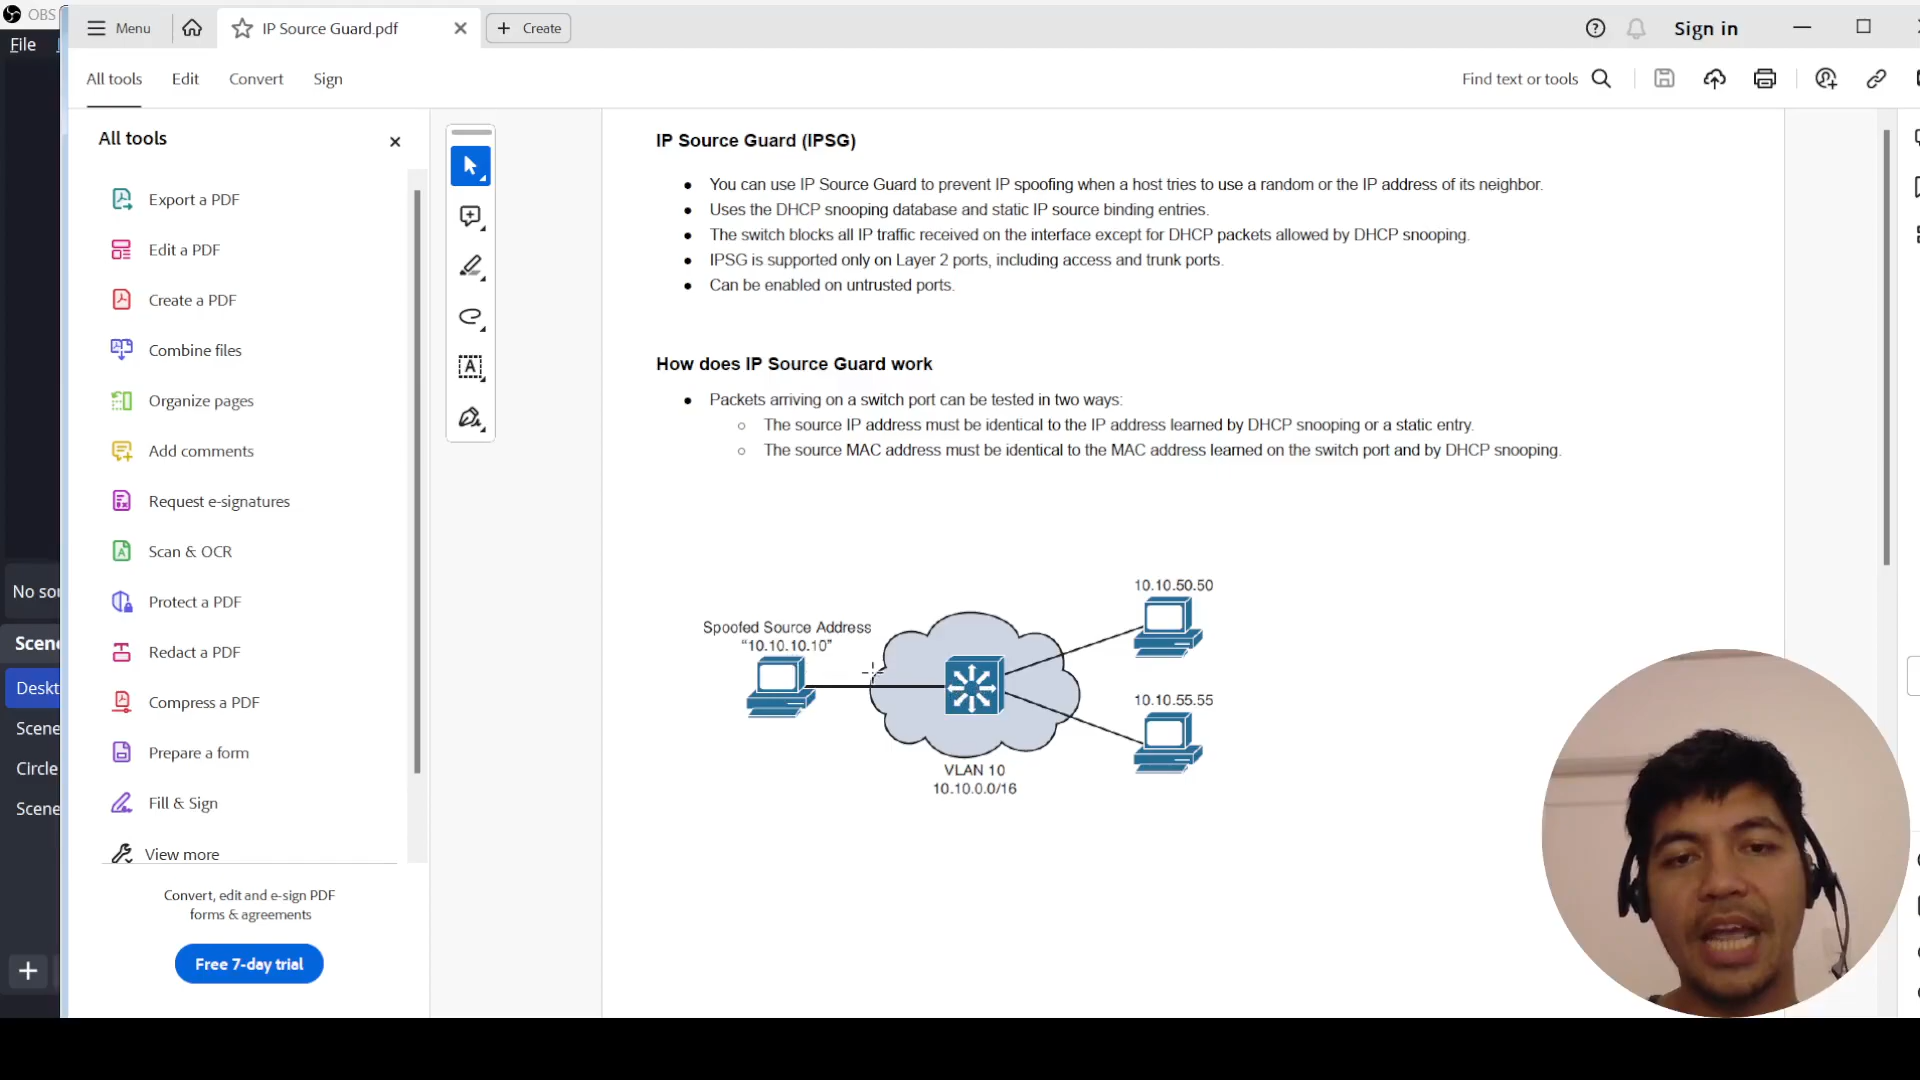 OBS
File
Menu
IP Source Guard.pdf
Create
Sign in
All tools
Edit
Convert
Sign
Find text or tools
All tools
Export a PDF
Edit a PDF
Create a PDF
Combine files
Organize pages
Add comments
Request e-signatures
Scan & OCR
Protect a PDF
Redact a PDF
Compress a PDF
Prepare a form
Fill & Sign
View more
Convert, edit and e-sign PDF
forms & agreements
Free 7-day trial
No sou
Scene
Deskt
Scene
Circle
Scene
IP Source Guard (IPSG)
● You can use IP Source Guard to prevent IP spoofing when a host tries to use a random or the IP address of its neighbor.
● Uses the DHCP snooping database and static IP source binding entries.
● The switch blocks all IP traffic received on the interface except for DHCP packets allowed by DHCP snooping.
● IPSG is supported only on Layer 2 ports, including access and trunk ports.
● Can be enabled on untrusted ports.
How does IP Source Guard work
● Packets arriving on a switch port can be tested in two ways:
○ The source IP address must be identical to the IP address learned by DHCP snooping or a static entry.
○ The source MAC address must be identical to the MAC address learned on the switch port and by DHCP snooping.
10.10.50.50
Spoofed Source Address
“10.10.10.10”
10.10.55.55
VLAN 10
10.10.0.0/16